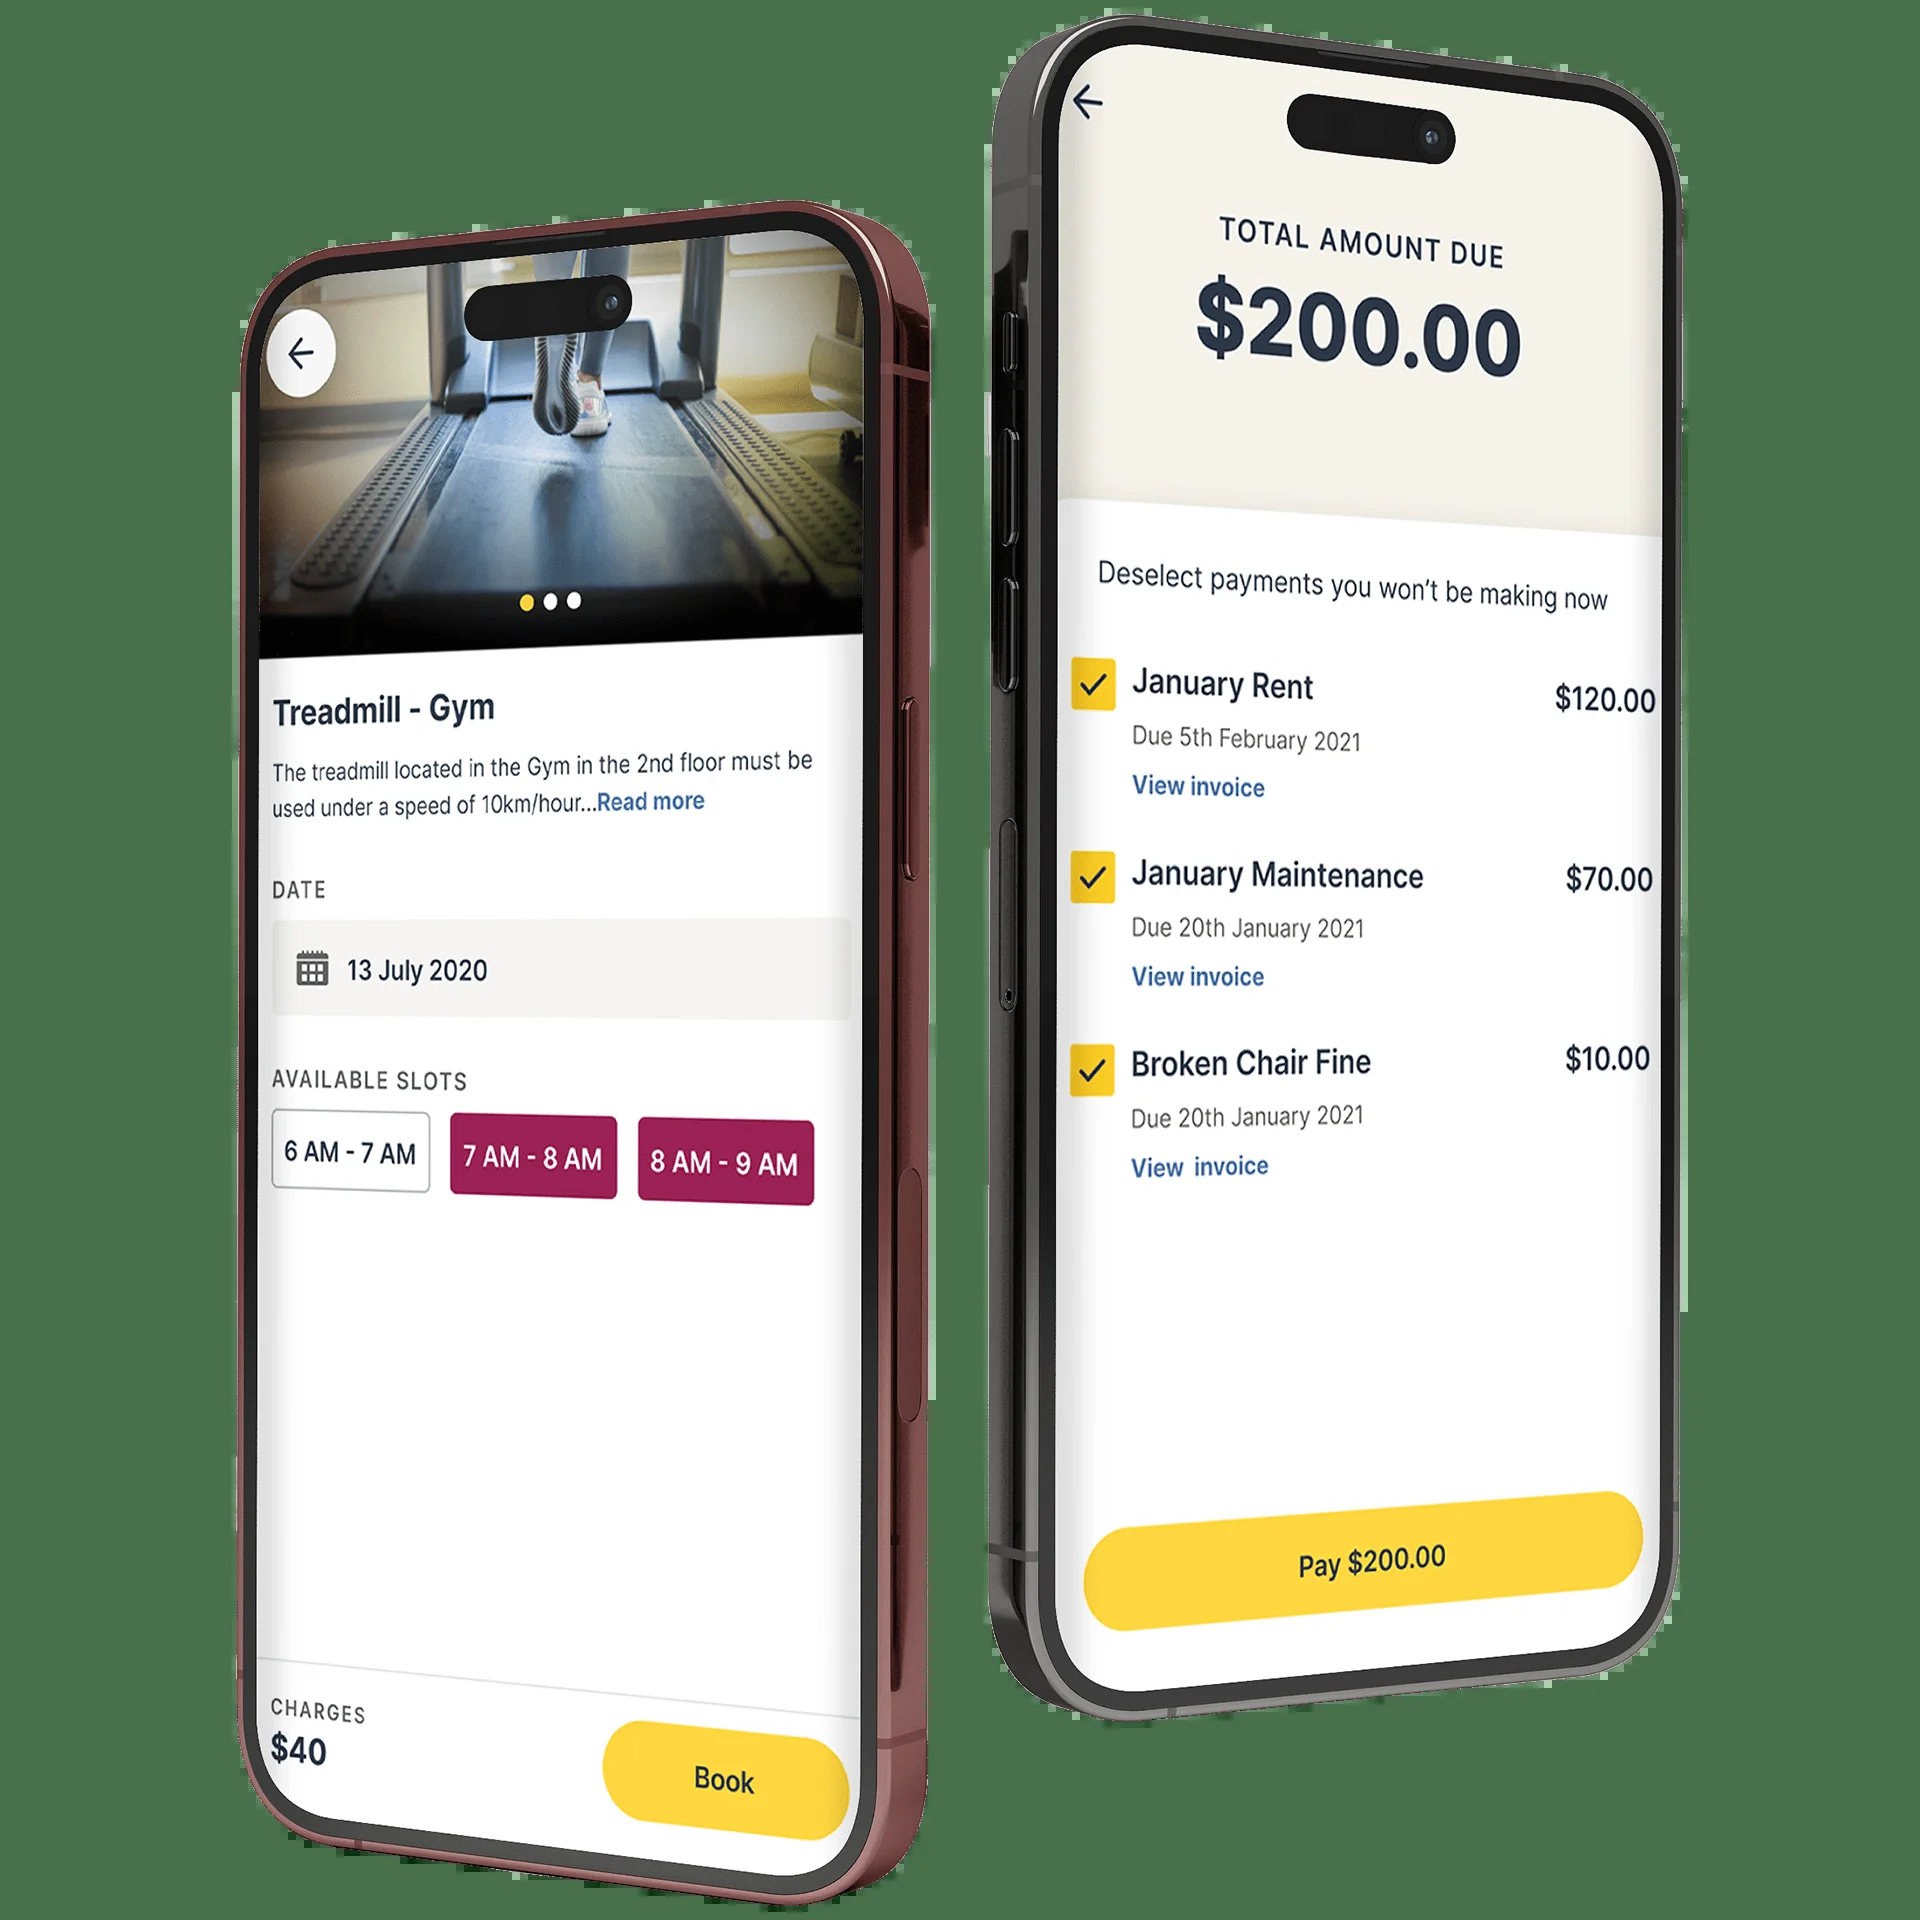 Treadmill - Gym
The treadmill located in the Gym in the 2nd floor must be
used under a speed of 10km/hour...Read more
DATE
13 July 2020
AVAILABLE SLOTS
6 AM - 7 AM
7 AM - 8 AM
8 AM - 9 AM
CHARGES
$40
Book
TOTAL AMOUNT DUE
$200.00
Deselect payments you won’t be making now
January Rent
$120.00
Due 5th February 2021
View invoice
January Maintenance
$70.00
Due 20th January 2021
View invoice
Broken Chair Fine
$10.00
Due 20th January 2021
View invoice
Pay $200.00